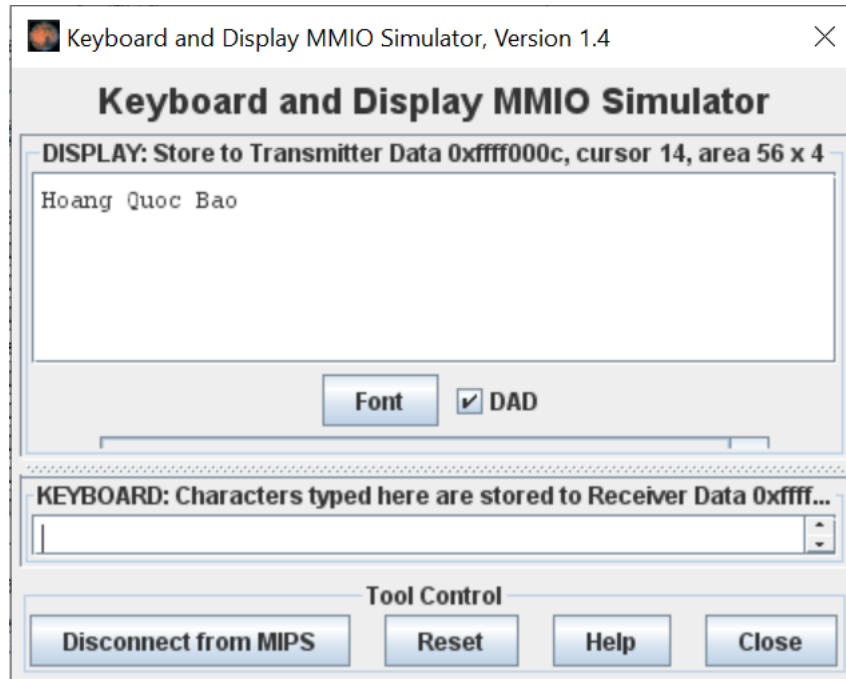 Keyboard and Display MMIO Simulator, Version 1.4
Keyboard and Display MMIO Simulator
DISPLAY: Store to Transmitter Data 0xffff000c, cursor 14, area 56 x 4
Hoang Quoc Bao
Font DAD
KEYBOARD: Characters typed here are stored to Receiver Data 0xffff...
Tool Control
Disconnect from MIPS Reset Help Close